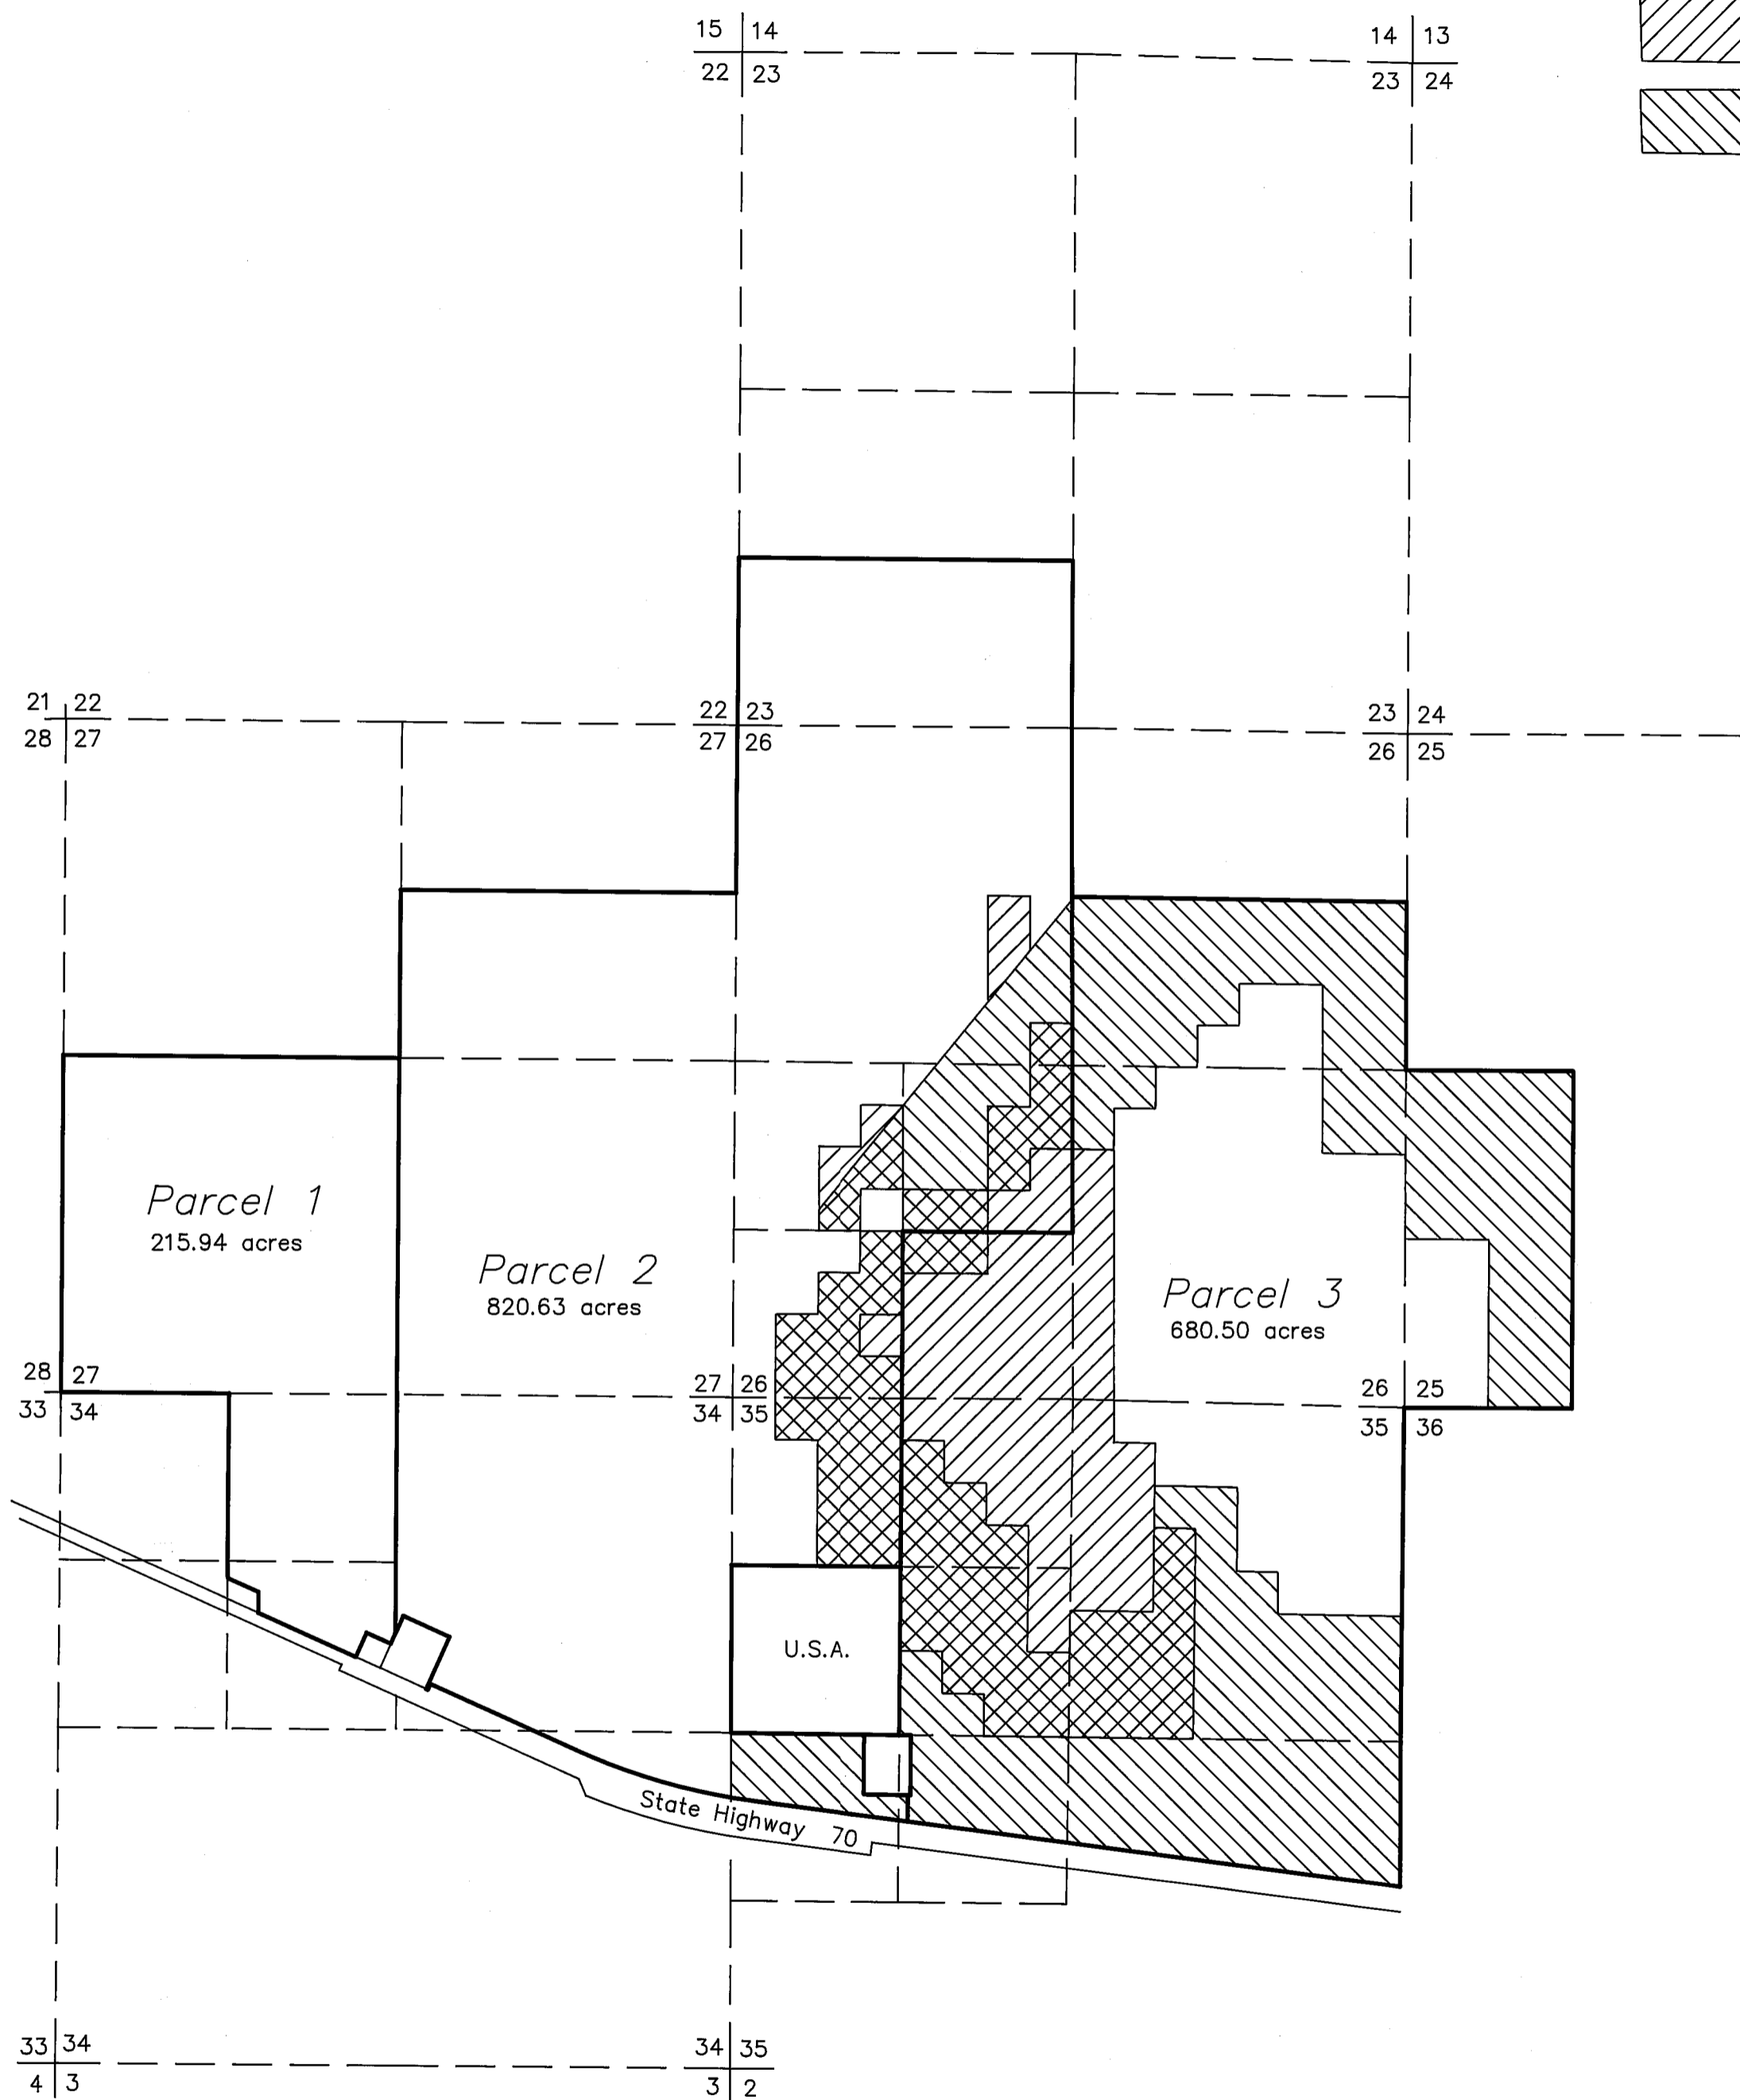 15 14
14 13
22 23
23 24
21 22
22 23
23 24
28 27
27 26
26 25
Parcel 1
215.94 acres
Parcel 2
820.63 acres
Parcel 3
680.50 acres
28 27
27 26
26 25
33 34
34 35
35 36
U.S.A.
State Highway 70
33 34
34 35
4 3
3 2